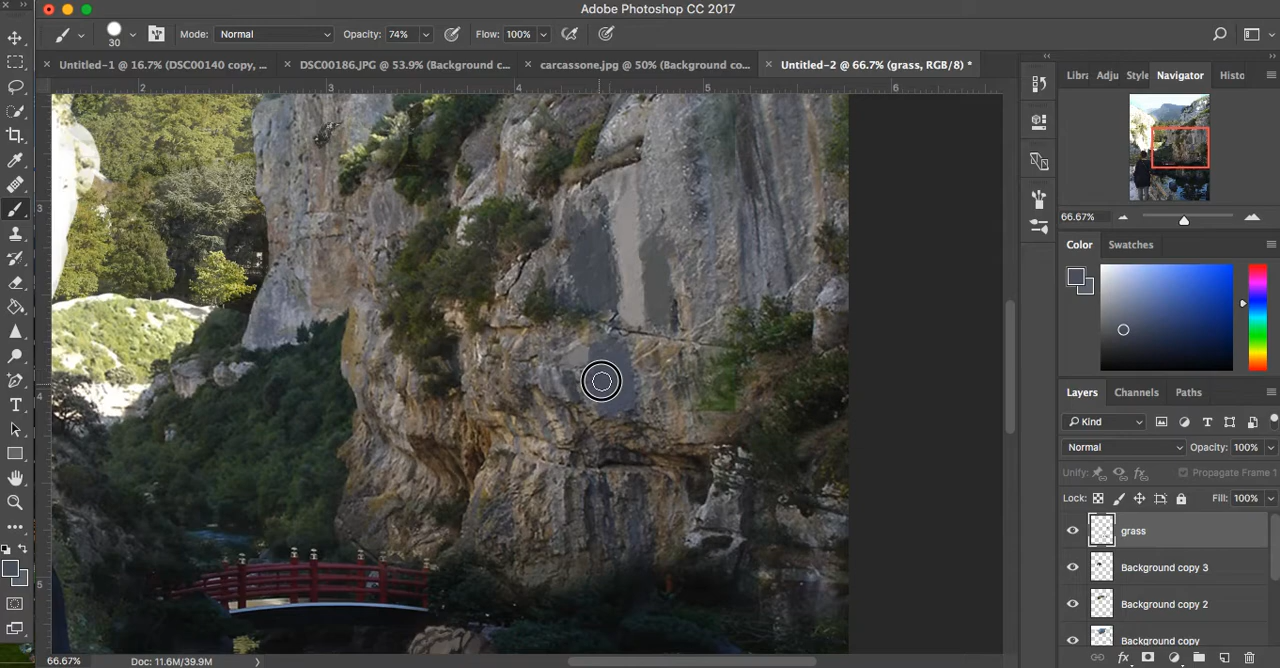 Adobe Photoshop CC 2017
30 Mode: Normal Opacity: 74% Flow: 100%
× Untitled-1 @ 16.7% (DSC00140 copy, ... × DSC00186.JPG @ 53.9% (Background c... × carcassone.jpg @ 50% (Background co... × Untitled-2 @ 66.7% (grass, RGB/8) *
Libra Adju Style Navigator Histo
2 3 4 5 6
3
4
5
66.67%
Color Swatches
Layers Channels Paths
Kind
Normal Opacity: 100%
Unify: Propagate Frame 1
Lock: Fill: 100%
grass
Background copy 3
Background copy 2
Background copy
66.67% Doc: 11.6M/39.9M